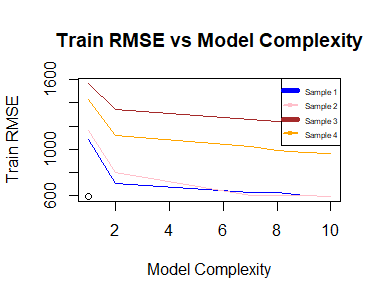 Train RMSE vs Model Complexity
Train RMSE
1600
1000
600
Sample 1
Sample 2
Sample 3
Sample 4
2
4
6
8
10
Model Complexity